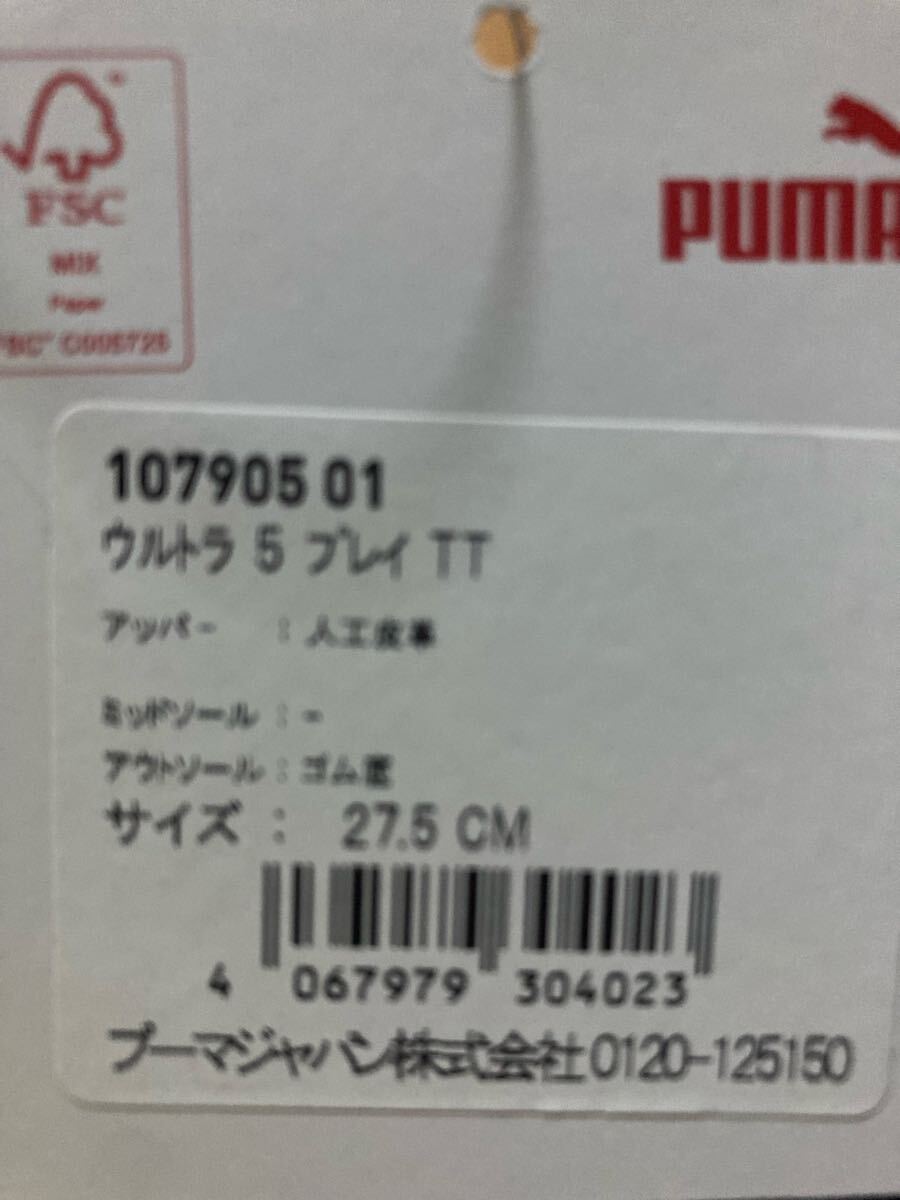 FSC
MIX
Paper
FSC® C005725
PUMA
107905 01
ウルトラ 5 プレイ TT
アッパー : 人工皮革
ミッドソール : -
アウトソール : ゴム底
サイズ : 27.5 CM
4 067979 304023
プーマジャパン株式会社0120-125150